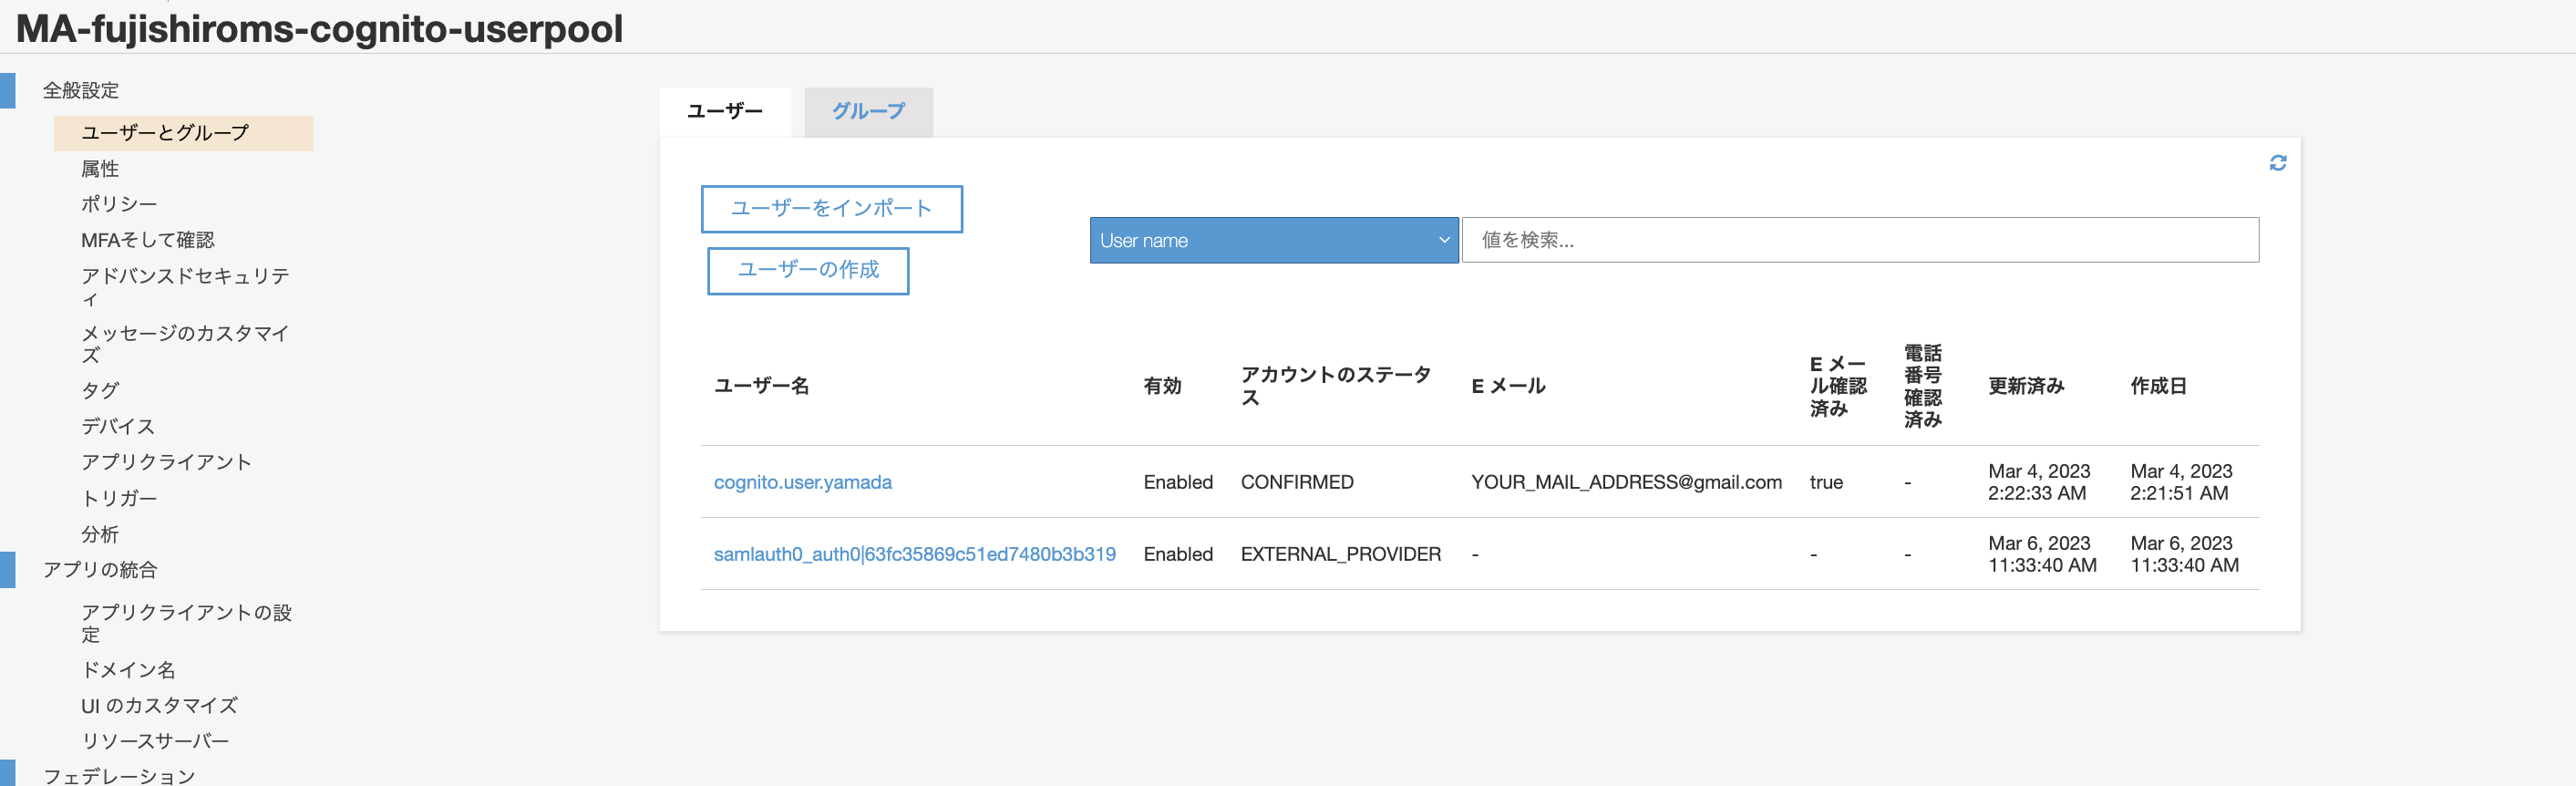 MA-fujishiroms-cognito-userpool
全般設定
ユーザーとグループ
属性
ポリシー
MFAそして確認
アドバンスドセキュリテ
ィ
メッセージのカスタマイ
ズ
タグ
デバイス
アプリクライアント
トリガー
分析
アプリの統合
アプリクライアントの設
定
ドメイン名
UI のカスタマイズ
リソースサーバー
フェデレーション
ユーザー グループ
ユーザーをインポート
ユーザーの作成
User name 値を検索...
ユーザー名
有効
アカウントのステータ
ス
E メール
E メー
ル確認
済み
電話
番号
確認
済み
更新済み
作成日
cognito.user.yamada Enabled CONFIRMED YOUR_MAIL_ADDRESS@gmail.com true -
Mar 4, 2023
2:22:33 AM
Mar 4, 2023
2:21:51 AM
samlauth0_auth0|63fc35869c51ed7480b3b319 Enabled EXTERNAL_PROVIDER - - -
Mar 6, 2023
11:33:40 AM
Mar 6, 2023
11:33:40 AM